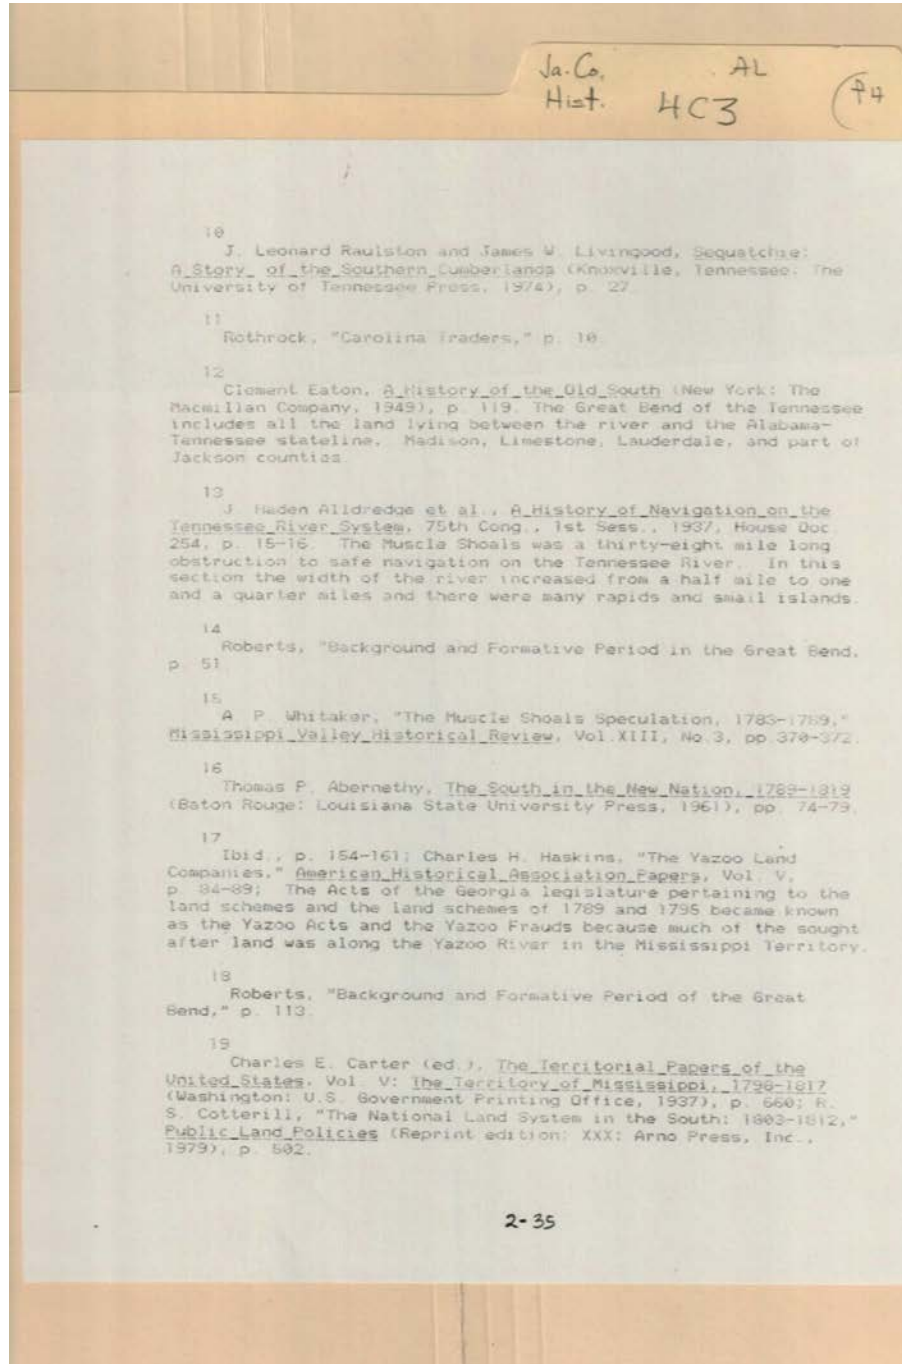 Ja. Co. AL
Hist. 4C3 P4
10
J. Leonard Raulston and James W. Livingood, Sequatchie:
A Story of the Southern Cumberlands (Knoxville, Tennessee: The
University of Tennessee Press, 1974), p. 27.
11
Rothrock, "Carolina Traders," p. 10.
12
Clement Eaton, A History of the Old South (New York: The
Macmillan Company, 1949), p. 119. The Great Bend of the Tennessee
includes all the land lying between the river and the Alabama-
Tennessee stateline, Madison, Limestone, Lauderdale, and part of
Jackson counties.
13
J. Haden Alldredge et al., A History of Navigation on the
Tennessee River System, 75th Cong., 1st Sess., 1937, House Doc.
254, p. 15-16. The Muscle Shoals was a thirty-eight mile long
obstruction to safe navigation on the Tennessee River. In this
section the width of the river increased from a half mile to one
and a quarter miles and there were many rapids and small islands.
14
Roberts, "Background and Formative Period in the Great Bend,
p. 51
15
A. P. Whitaker, "The Muscle Shoals Speculation, 1783-1789,"
Mississippi Valley Historical Review, Vol.XIII, No.3, pp.370-372.
16
Thomas P. Abernethy, The South in the New Nation, 1789-1819
(Baton Rouge: Louisiana State University Press, 1961), pp. 74-79.
17
Ibid., p. 154-161; Charles H. Haskins, "The Yazoo Land
Companies," American Historical Association Papers, Vol. V,
p. 84-89; The Acts of the Georgia legislature pertaining to the
land schemes and the land schemes of 1789 and 1795 became known
as the Yazoo Acts and the Yazoo Frauds because much of the sought
after land was along the Yazoo River in the Mississippi Territory.
18
Roberts, "Background and Formative Period of the Great
Bend," p. 113.
19
Charles E. Carter (ed.), The Territorial Papers of the
United States, Vol. V: The Territory of Mississippi, 1798-1817
(Washington: U.S. Government Printing Office, 1937), p. 660; R.
S. Cotterill, "The National Land System in the South: 1803-1812,"
Public Land Policies (Reprint edition: XXX: Arno Press, Inc.,
1979), p. 502.
2-35